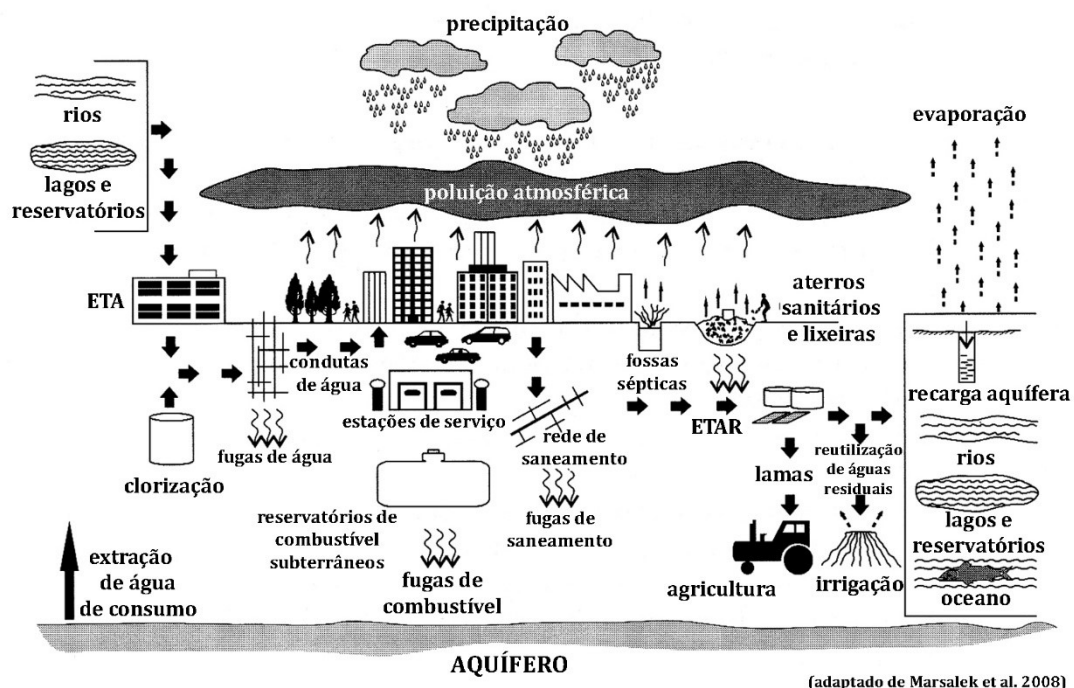 precipitação
rios
lagos e
reservatórios
evaporação
poluição atmosférica
ETA
aterros
sanitários
e lixeiras
condutas
de água
fossas
sépticas
estações de serviço
recarga aquífera
ETAR
rede de
saneamento
fugas de água
clorização
reutilização
de águas
residuais
lamas
rios
reservatórios de
combustível
subterrâneos
fugas de
saneamento
lagos e
reservatórios
extração
de água
de consumo
fugas de
combustível
agricultura
irrigação
oceano
AQUÍFERO
(adaptado de Marsalek et al. 2008)